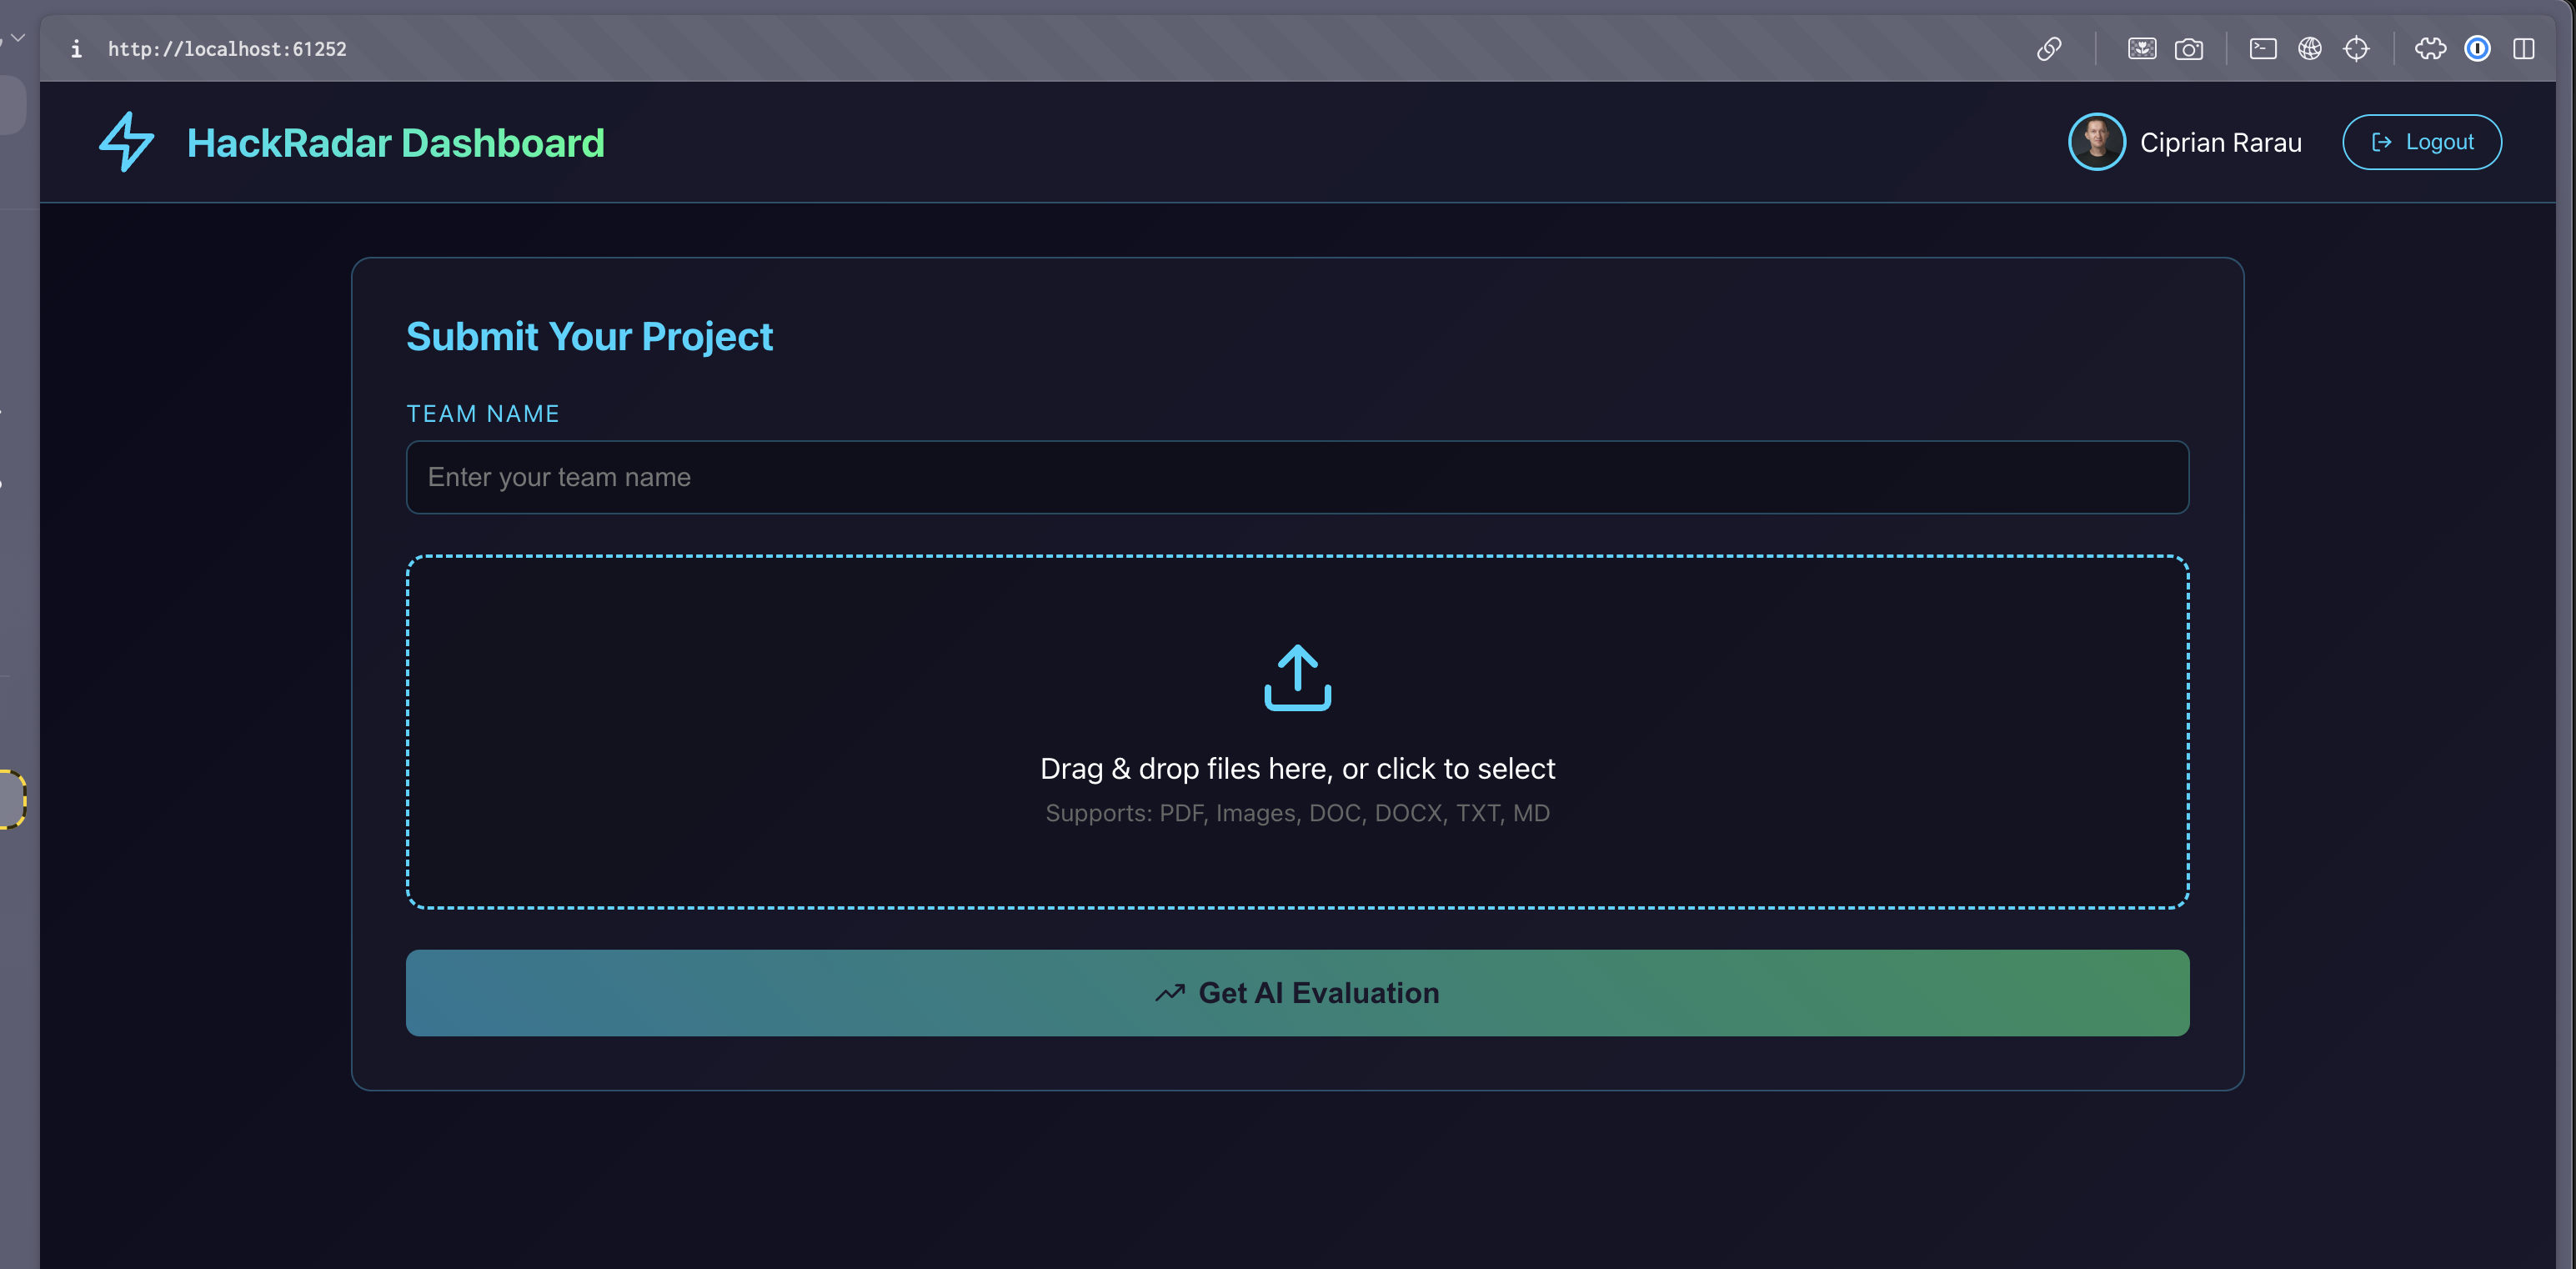 http://localhost:61252
HackRadar Dashboard
Ciprian Rarau
Logout
Submit Your Project
TEAM NAME
Enter your team name
Drag & drop files here, or click to select
Supports: PDF, Images, DOC, DOCX, TXT, MD
Get AI Evaluation